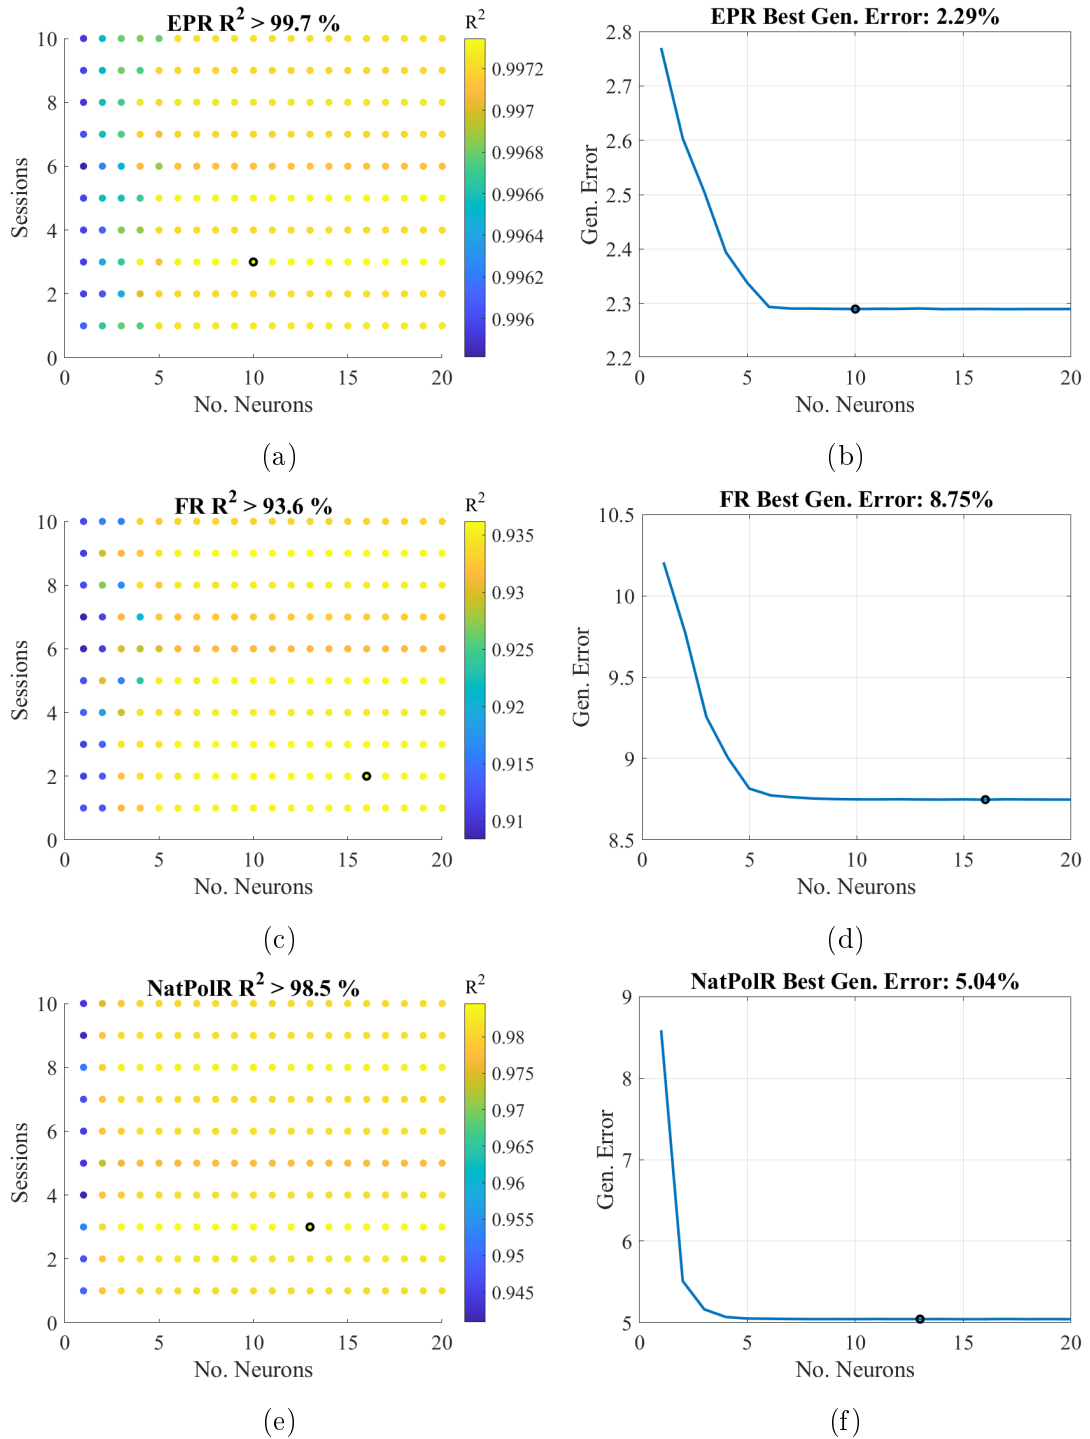 EPR R² > 99.7 %
R²
10
8
6
4
2
0
Sessions
0 5 10 15 20
No. Neurons
0.9972
0.997
0.9968
0.9966
0.9964
0.9962
0.996
(a)
EPR Best Gen. Error: 2.29%
2.8
2.7
2.6
2.5
2.4
2.3
2.2
Gen. Error
0 5 10 15 20
No. Neurons
(b)
FR R² > 93.6 %
R²
10
8
6
4
2
0
Sessions
0 5 10 15 20
No. Neurons
0.935
0.93
0.925
0.92
0.915
0.91
(c)
FR Best Gen. Error: 8.75%
10.5
10
9.5
9
8.5
Gen. Error
0 5 10 15 20
No. Neurons
(d)
NatPolR R² > 98.5 %
R²
10
8
6
4
2
0
Sessions
0 5 10 15 20
No. Neurons
0.98
0.975
0.97
0.965
0.96
0.955
0.95
0.945
(e)
NatPolR Best Gen. Error: 5.04%
9
8
7
6
5
Gen. Error
0 5 10 15 20
No. Neurons
(f)